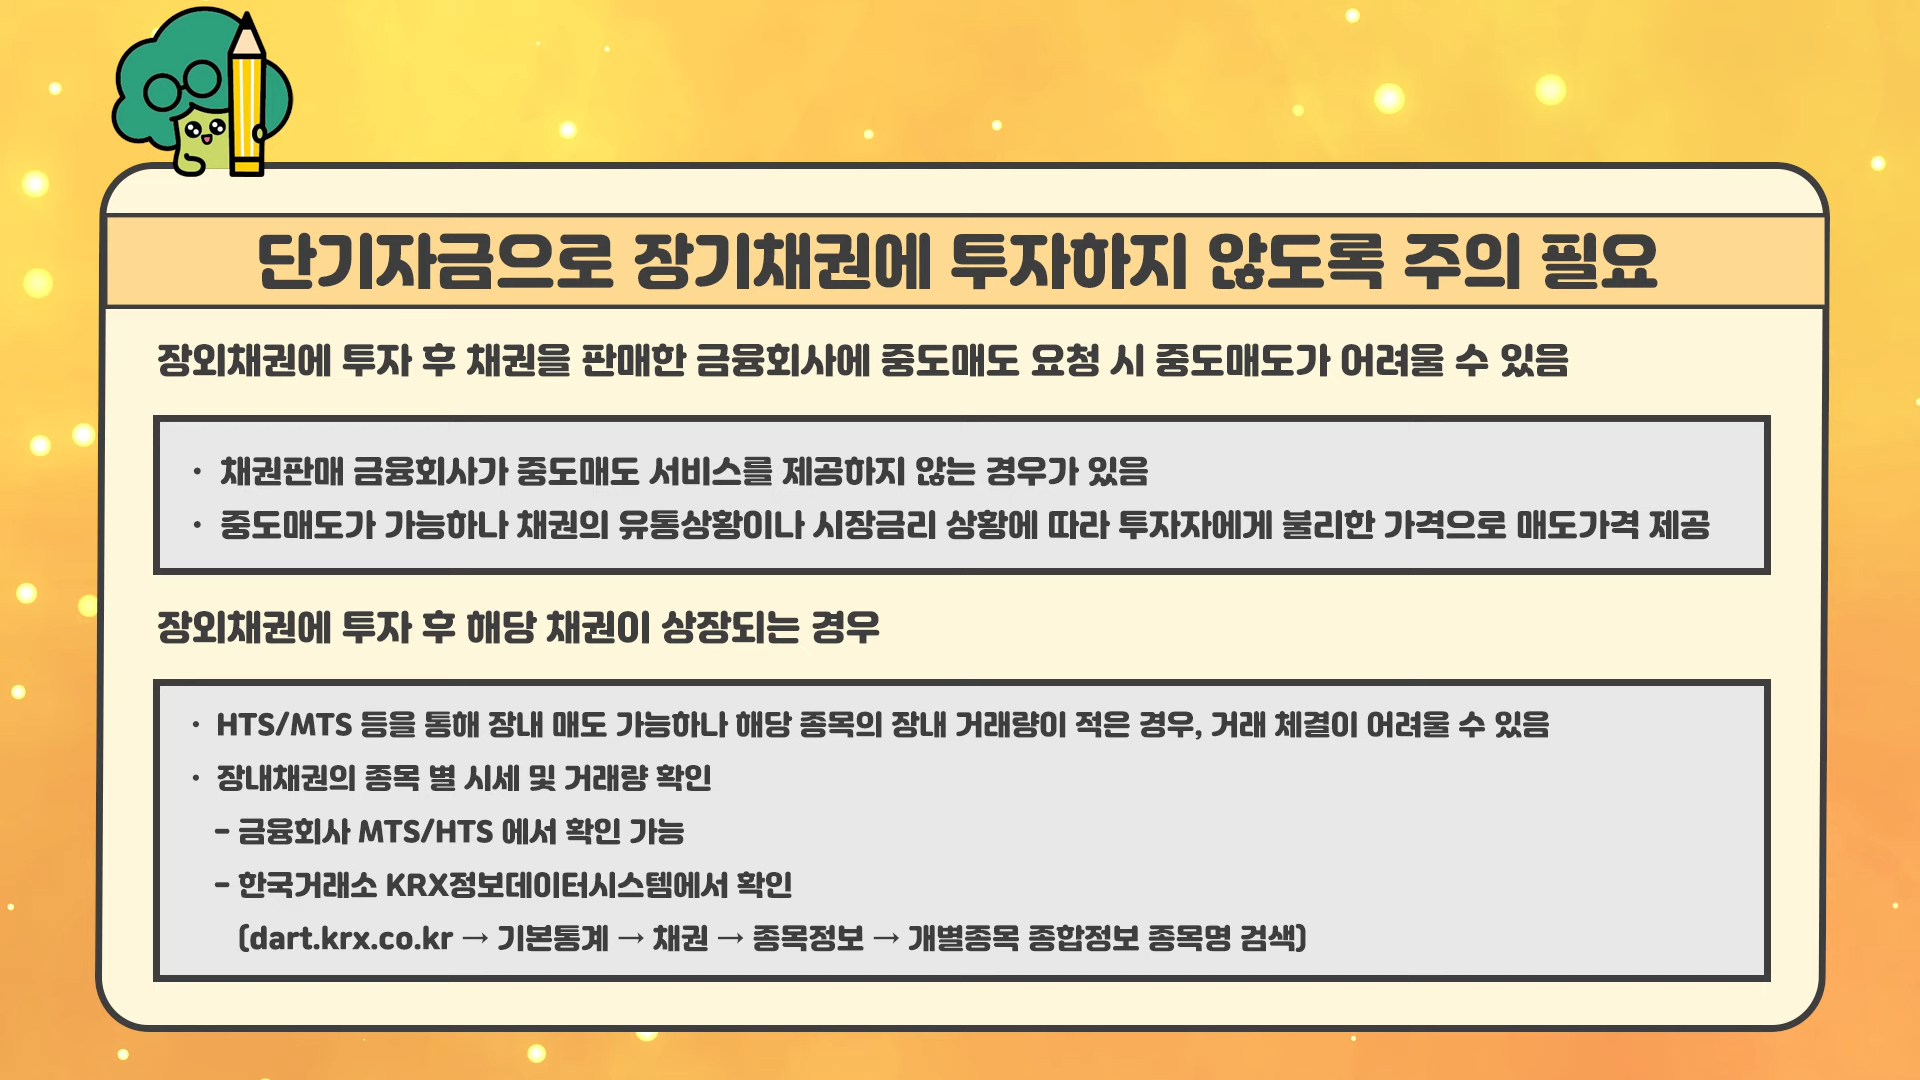 단기자금으로 장기채권에 투자하지 않도록 주의 필요
장외채권에 투자 후 채권을 판매한 금융회사에 중도매도 요청 시 중도매도가 어려울 수 있음
· 채권판매 금융회사가 중도매도 서비스를 제공하지 않는 경우가 있음
· 중도매도가 가능하나 채권의 유통상황이나 시장금리 상황에 따라 투자자에게 불리한 가격으로 매도가격 제공
장외채권에 투자 후 해당 채권이 상장되는 경우
· HTS/MTS 등을 통해 장내 매도 가능하나 해당 종목의 장내 거래량이 적은 경우, 거래 체결이 어려울 수 있음
· 장내채권의 종목 별 시세 및 거래량 확인
- 금융회사 MTS/HTS 에서 확인 가능
- 한국거래소 KRX정보데이터시스템에서 확인
(dart.krx.co.kr → 기본통계 → 채권 → 종목정보 → 개별종목 종합정보 종목명 검색)